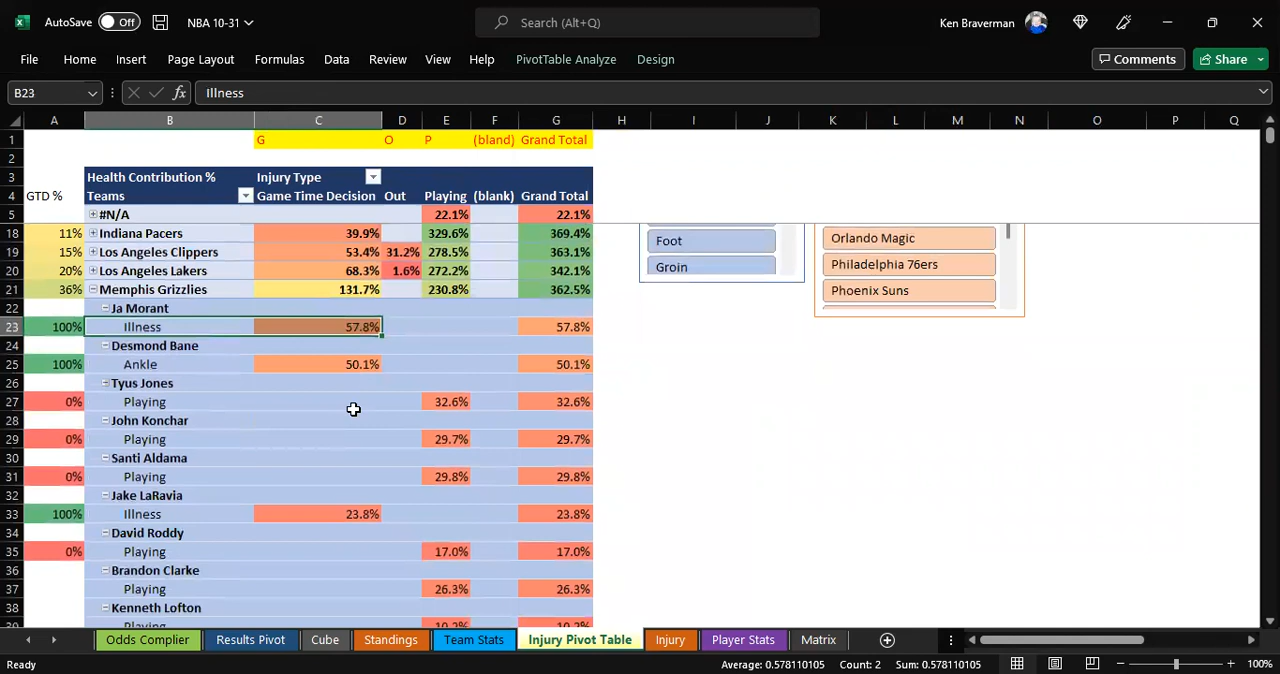 AutoSave Off NBA 10-31 Search (Alt+Q) Ken Braverman
File Home Insert Page Layout Formulas Data Review View Help PivotTable Analyze Design Comments Share
B23 fx Illness
A B C D E F G H I J K L M N O P Q
1 G O P (bland) Grand Total
2
3 Health Contribution % Injury Type
4 GTD % Teams Game Time Decision Out Playing (blank) Grand Total
5 #N/A 22.1% 22.1%
18 11% Indiana Pacers 39.9% 329.6% 369.4% Foot Orlando Magic
19 15% Los Angeles Clippers 53.4% 31.2% 278.5% 363.1% Groin Philadelphia 76ers
20 20% Los Angeles Lakers 68.3% 1.6% 272.2% 342.1%
21 36% Memphis Grizzlies 131.7% 230.8% 362.5% Phoenix Suns
22 Ja Morant
23 100% Illness 57.8% 57.8%
24 Desmond Bane
25 100% Ankle 50.1% 50.1%
26 Tyus Jones
27 0% Playing 32.6% 32.6%
28 John Konchar
29 0% Playing 29.7% 29.7%
30 Santi Aldama
31 0% Playing 29.8% 29.8%
32 Jake LaRavia
33 100% Illness 23.8% 23.8%
34 David Roddy
35 0% Playing 17.0% 17.0%
36 Brandon Clarke
37 Playing 26.3% 26.3%
38 Kenneth Lofton
Playing 10.2% 10.2%
Odds Complier Results Pivot Cube Standings Team Stats Injury Pivot Table Injury Player Stats Matrix
Ready Average: 0.578110105 Count: 2 Sum: 0.578110105 100%